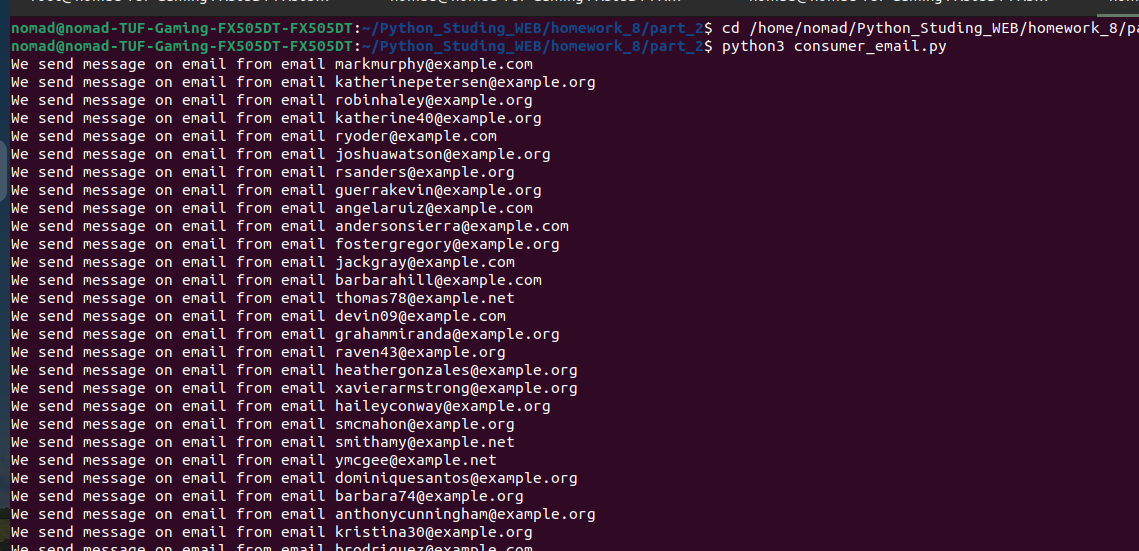 nomad@nomad-TUF-Gaming-FX505DT-FX505DT:~/Python_Studing_WEB/homework_8/part_2$ cd /home/nomad/Python_Studing_WEB/homework_8/pa
nomad@nomad-TUF-Gaming-FX505DT-FX505DT:~/Python_Studing_WEB/homework_8/part_2$ python3 consumer_email.py
We send message on email from email markmurphy@example.com
We send message on email from email katherinepetersen@example.org
We send message on email from email robinhaley@example.org
We send message on email from email katherine40@example.org
We send message on email from email ryoder@example.com
We send message on email from email joshuawatson@example.org
We send message on email from email rsanders@example.org
We send message on email from email guerrakevin@example.org
We send message on email from email angelaruiz@example.com
We send message on email from email andersonsierra@example.com
We send message on email from email fostergregory@example.org
We send message on email from email jackgray@example.com
We send message on email from email barbarahill@example.com
We send message on email from email thomas78@example.net
We send message on email from email devin09@example.com
We send message on email from email grahammiranda@example.org
We send message on email from email raven43@example.org
We send message on email from email heathergonzales@example.org
We send message on email from email xavierarmstrong@example.org
We send message on email from email haileyconway@example.org
We send message on email from email smcmahon@example.org
We send message on email from email smithamy@example.net
We send message on email from email ymcgee@example.net
We send message on email from email dominiquesantos@example.org
We send message on email from email barbara74@example.org
We send message on email from email anthonycunningham@example.org
We send message on email from email kristina30@example.org
We send message on email from email brodriguez@example.com